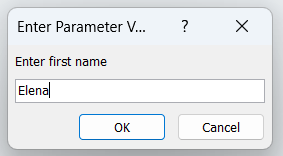 Enter Parameter V... ?
Enter first name
Elena
OK Cancel